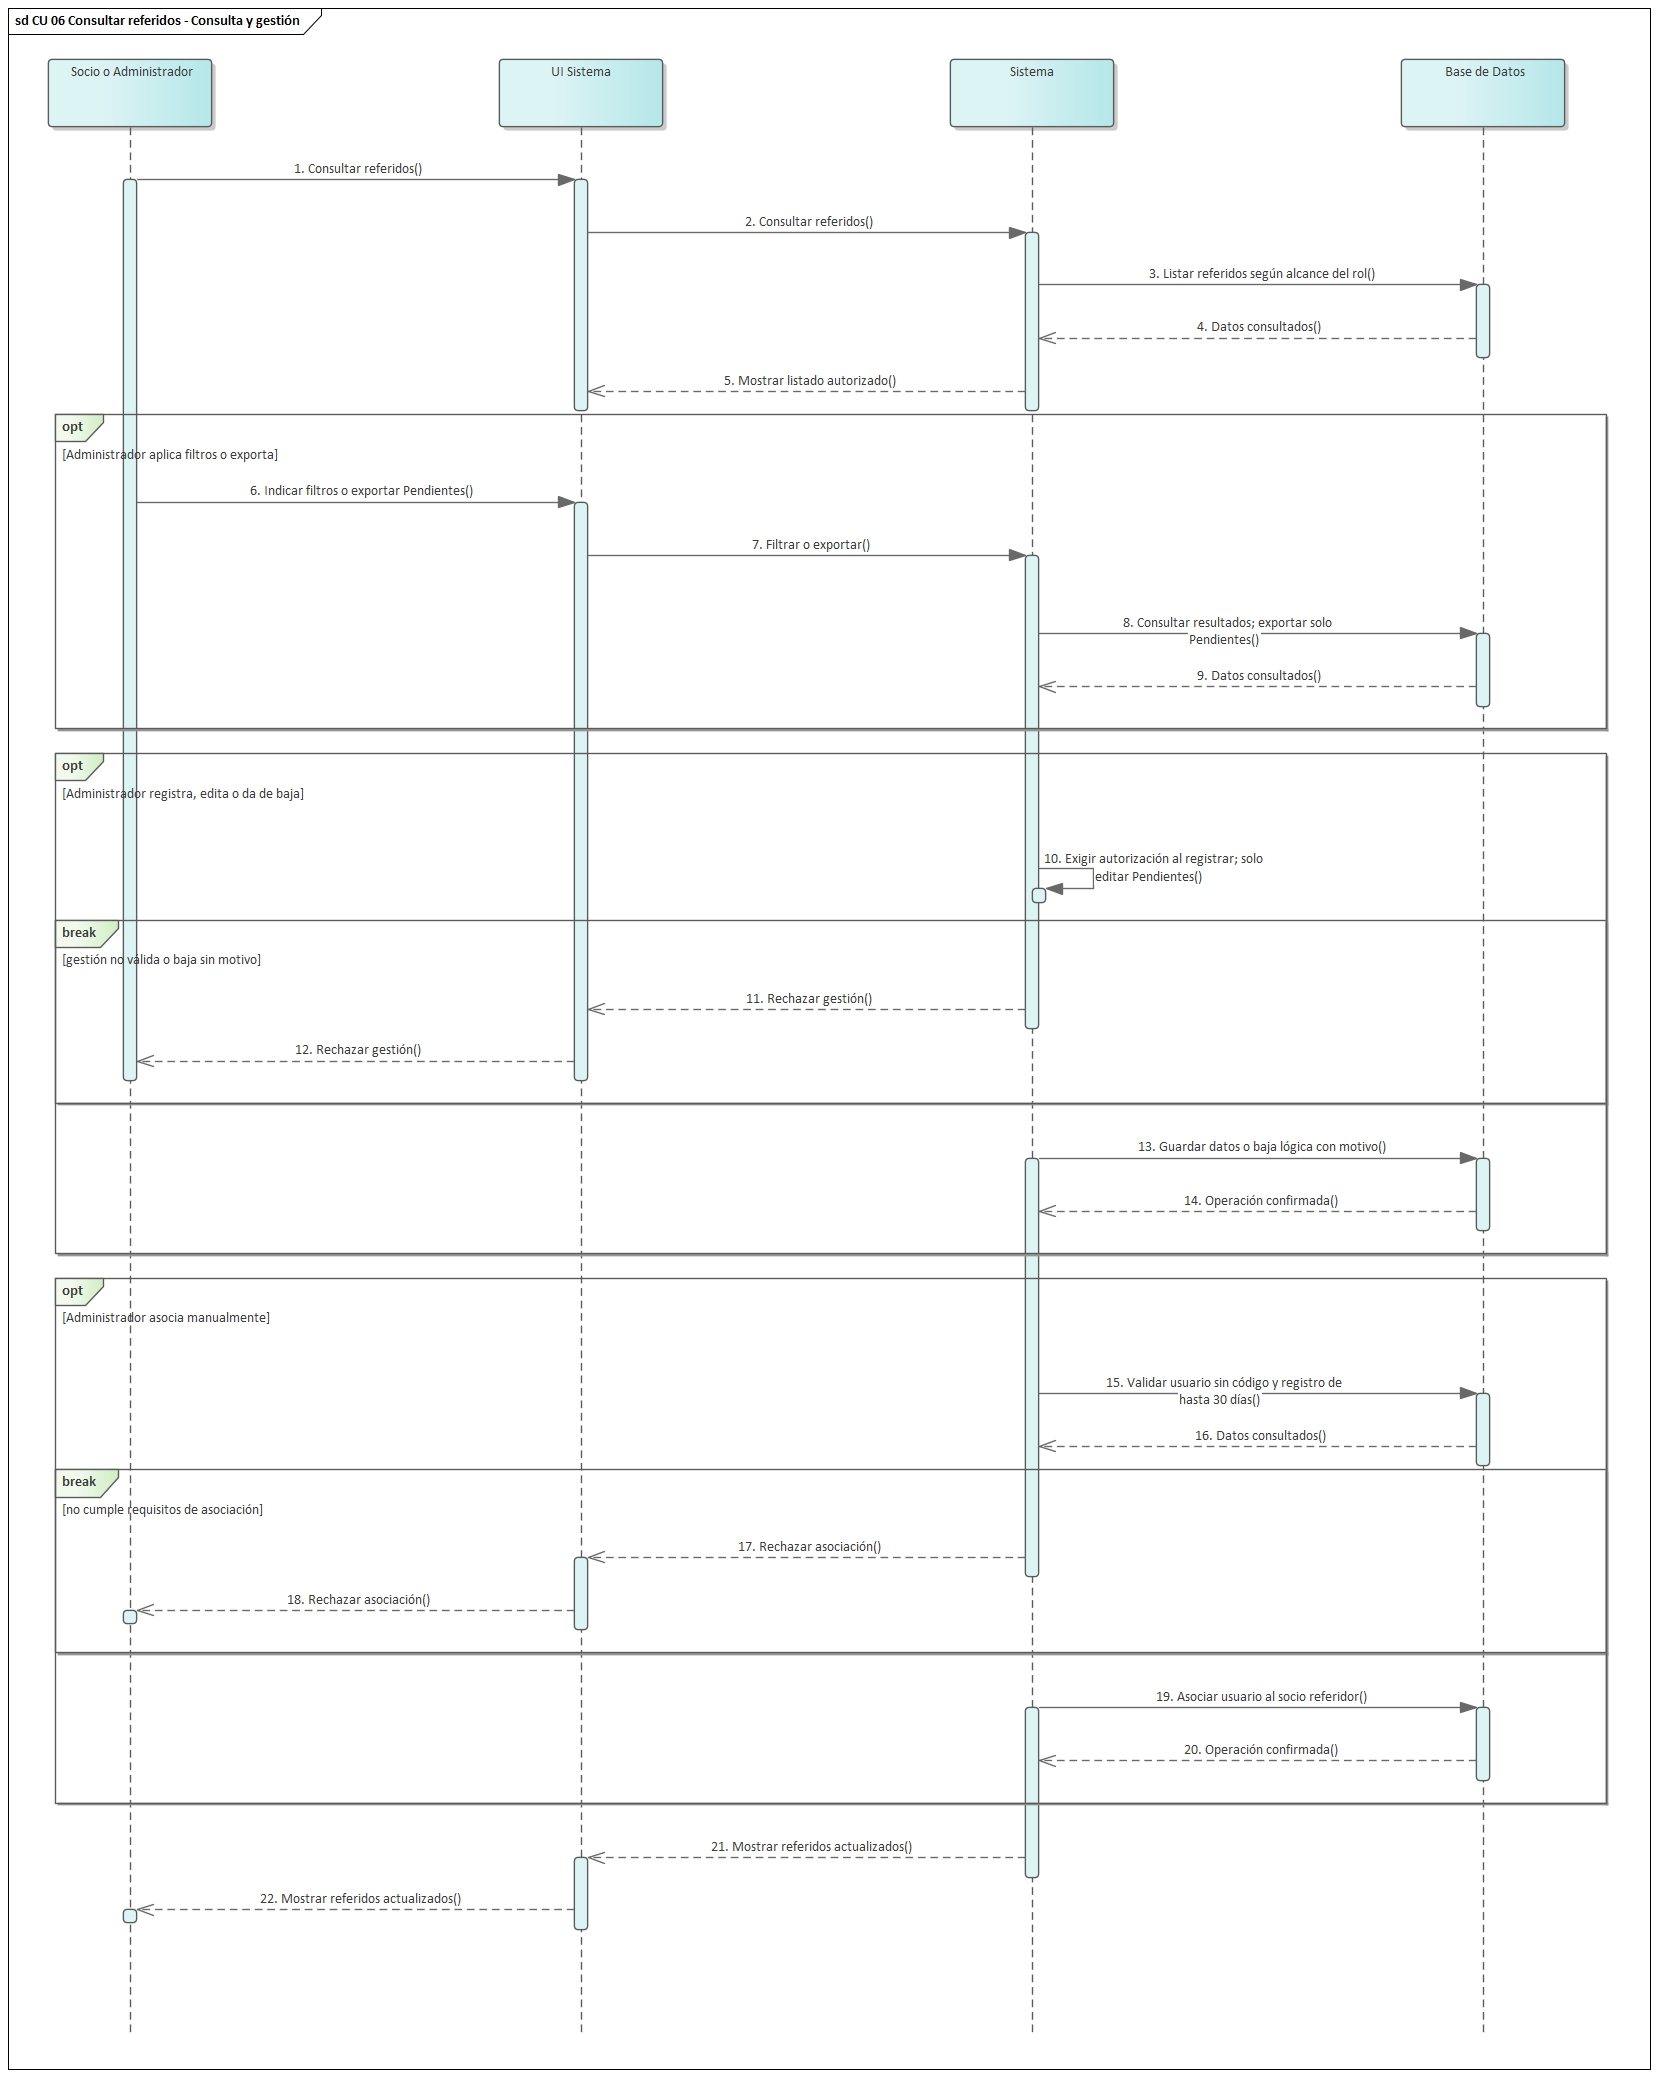 sd CU 06 Consultar referidos - Consulta y gestión
Socio o Administrador
UI Sistema
Sistema
Base de Datos
1. Consultar referidos()
2. Consultar referidos()
3. Listar referidos según alcance del rol()
4. Datos consultados()
5. Mostrar listado autorizado()
opt
[Administrador aplica filtros o exporta]
6. Indicar filtros o exportar Pendientes()
7. Filtrar o exportar()
8. Consultar resultados; exportar solo
Pendientes()
9. Datos consultados()
opt
[Administrador registra, edita o da de baja]
10. Exigir autorización al registrar; solo
editar Pendientes()
break
[gestión no válida o baja sin motivo]
11. Rechazar gestión()
12. Rechazar gestión()
13. Guardar datos o baja lógica con motivo()
14. Operación confirmada()
opt
[Administrador asocia manualmente]
15. Validar usuario sin código y registro de
hasta 30 días()
16. Datos consultados()
break
[no cumple requisitos de asociación]
17. Rechazar asociación()
18. Rechazar asociación()
19. Asociar usuario al socio referidor()
20. Operación confirmada()
21. Mostrar referidos actualizados()
22. Mostrar referidos actualizados()